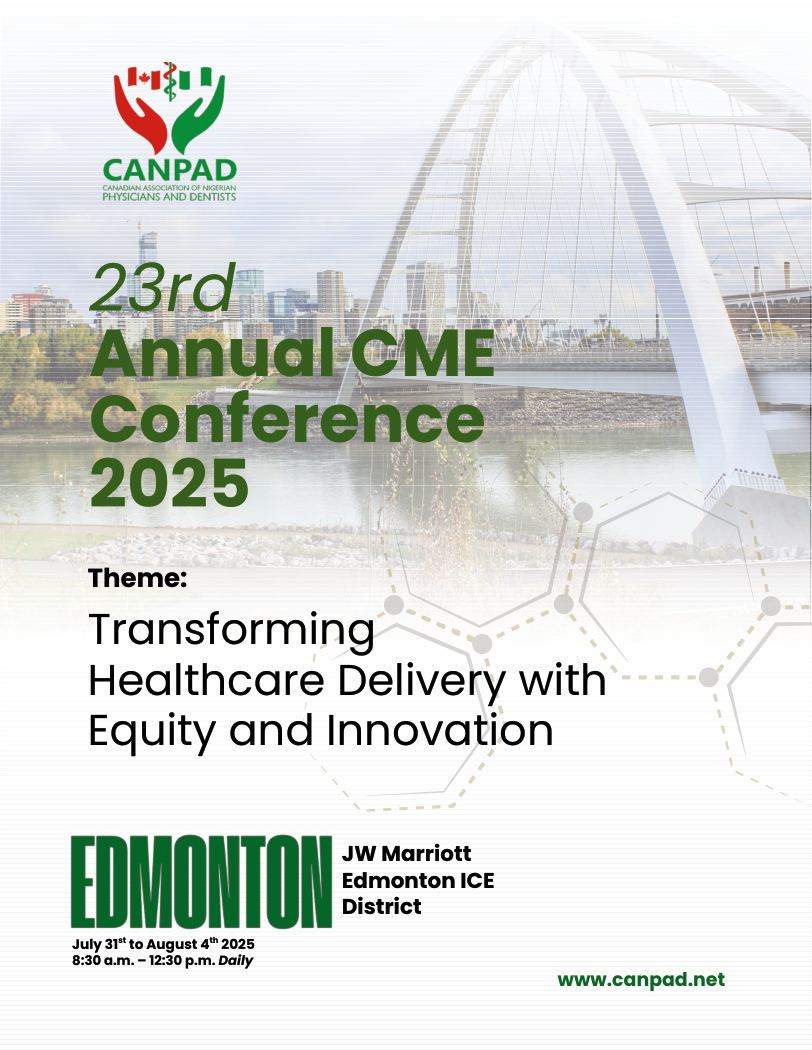 CANPAD
CANADIAN ASSOCIATION OF NIGERIAN
PHYSICIANS AND DENTISTS
23rd
Annual CME
Conference
2025
Theme:
Transforming
Healthcare Delivery with
Equity and Innovation
EDMONTON
JW Marriott
Edmonton ICE
District
July 31st to August 4th 2025
8:30 a.m. – 12:30 p.m. Daily
www.canpad.net